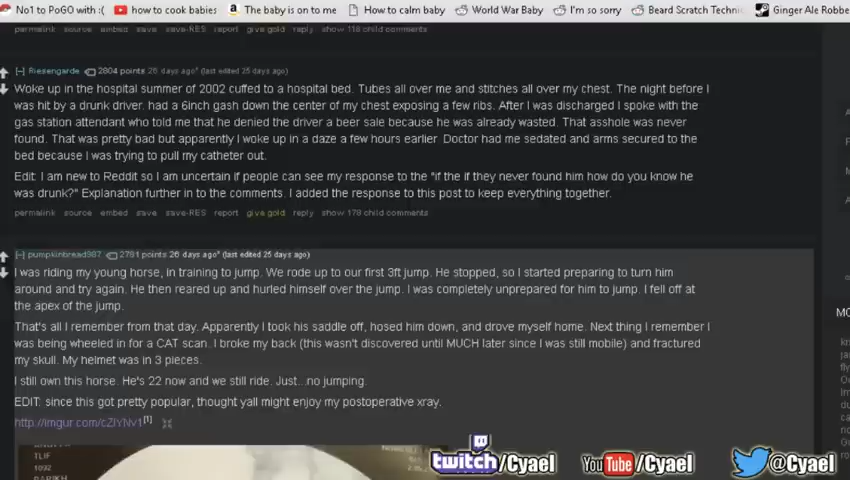 No1 to PoGO with :( how to cook babies The baby is on to me How to calm baby World War Baby I'm so sorry Beard Scratch Techni Ginger Ale Robbe
permalink source embed save save-RES report give gold reply show 118 child comments
[-] Riesengarde 2804 points 26 days ago* (last edited 25 days ago)
Woke up in the hospital summer of 2002 cuffed to a hospital bed. Tubes all over me and stitches all over my chest. The night before I
was hit by a drunk driver. had a 6inch gash down the center of my chest exposing a few ribs. After I was discharged I spoke with the
gas station attendant who told me that he denied the driver a beer sale because he was already wasted. That asshole was never
found. That was pretty bad but apparently I woke up in a daze a few hours earlier. Doctor had me sedated and arms secured to the
bed because I was trying to pull my catheter out.
Edit: I am new to Reddit so I am uncertain if people can see my response to the "if the if they never found him how do you know he
was drunk?" Explanation further in to the comments. I added the response to this post to keep everything together.
permalink source embed save save-RES report give gold reply show 179 child comments
[-] pumpkinbread987 2781 points 26 days ago* (last edited 25 days ago)
I was riding my young horse, in training to jump. We rode up to our first 3ft jump. He stopped, so I started preparing to turn him
around and try again. He then reared up and hurled himself over the jump. I was completely unprepared for him to jump. I fell off at
the apex of the jump.
That's all I remember from that day. Apparently I took his saddle off, hosed him down, and drove myself home. Next thing I remember I
was being wheeled in for a CAT scan. I broke my back (this wasn't discovered until MUCH later since I was still mobile) and fractured
my skull. My helmet was in 3 pieces.
I still own this horse. He's 22 now and we still ride. Just...no jumping.
EDIT: since this got pretty popular, thought yall might enjoy my postoperative xray.
http://imgur.com/cZIYNv1[1]
TLIF
1092
twitch/Cyael YouTube/Cyael @Cyael